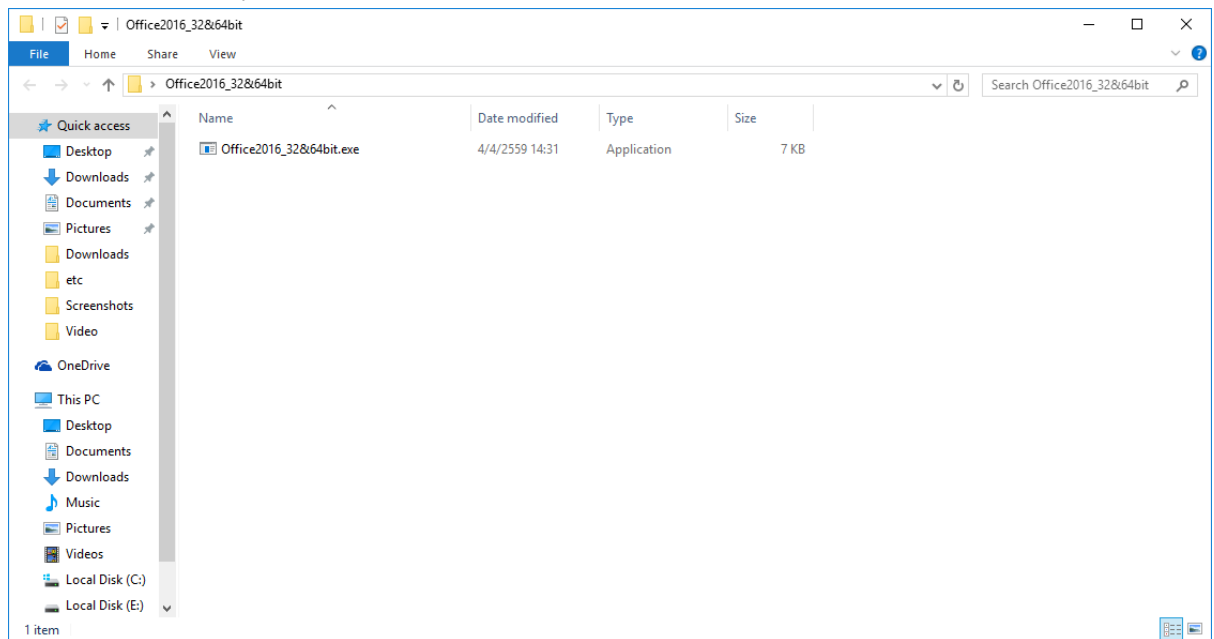 Office2016_32&64bit
File Home Share View
Office2016_32&64bit Search Office2016_32&64bit
Name Date modified Type Size
Office2016_32&64bit.exe 4/4/2559 14:31 Application 7 KB
Quick access
Desktop
Downloads
Documents
Pictures
Downloads
etc
Screenshots
Video
OneDrive
This PC
Desktop
Documents
Downloads
Music
Pictures
Videos
Local Disk (C:)
Local Disk (E:)
1 item